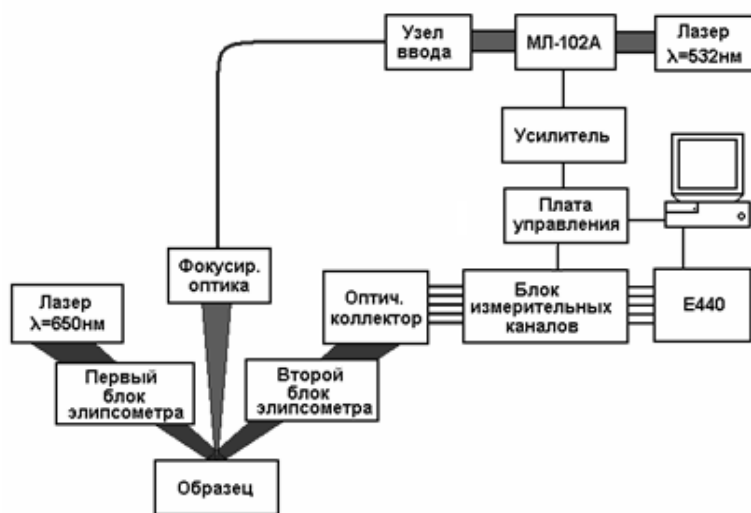 Узел
ввода
МЛ-102А
Лазер
λ=532нм
Усилитель
Плата
управления
Фокусир.
оптика
Лазер
λ=650нм
Оптич.
коллектор
Блок
измерительных
каналов
Е440
Первый
блок
элипсометра
Второй
блок
элипсометра
Образец